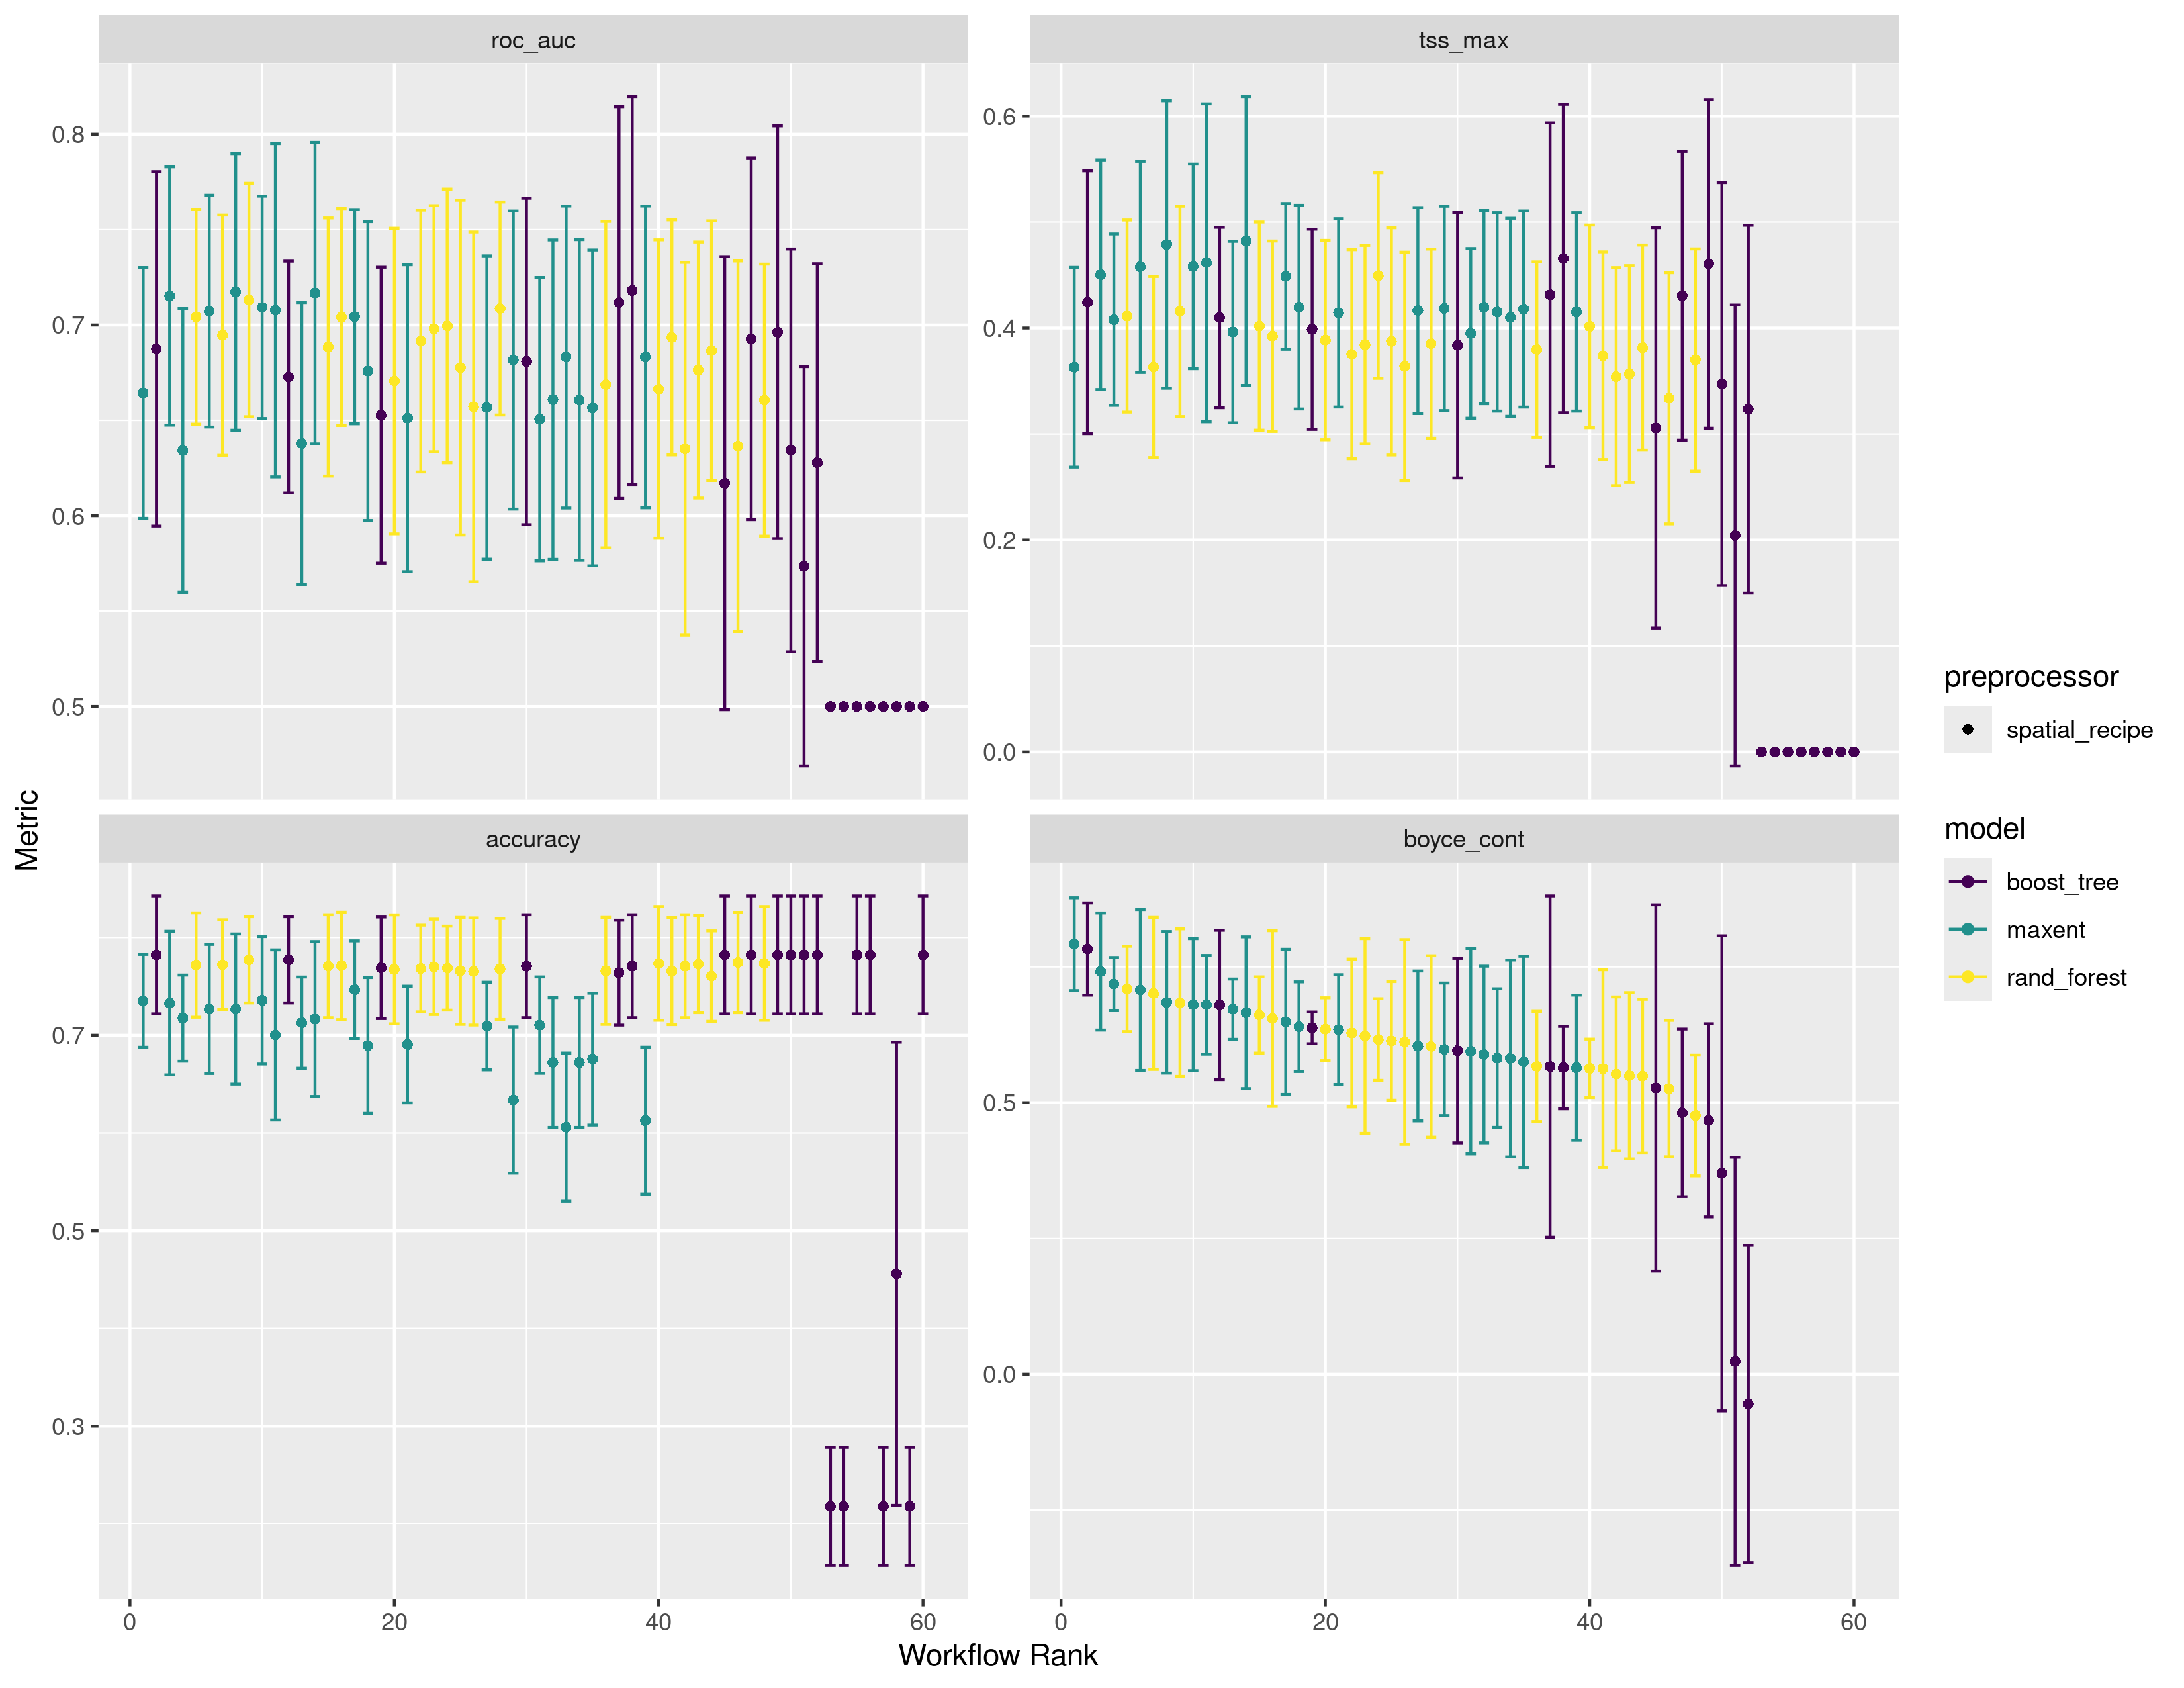 roc_auc
tss_max
0.8
0.7
0.6
0.5
0.6
0.4
0.2
0.0
accuracy
boyce_cont
0.7
0.5
0.3
0.5
0.0
0
20
40
60
0
20
40
60
Workflow Rank
Metric
preprocessor
spatial_recipe
model
boost_tree
maxent
rand_forest